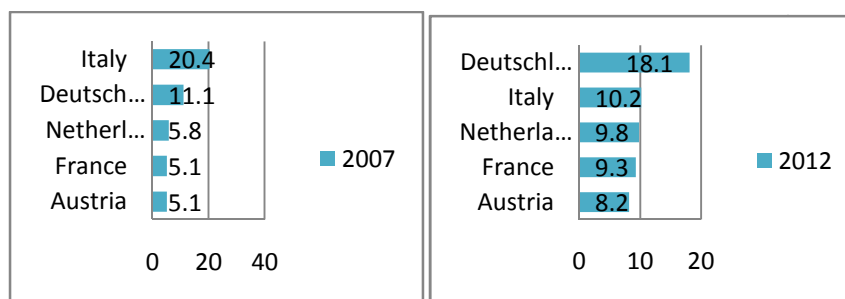 Italy 20.4
Deutsch... 11.1
Netherl... 5.8
France 5.1
Austria 5.1
0 20 40
2007
Deutschl... 18.1
Italy 10.2
Netherla... 9.8
France 9.3
Austria 8.2
0 10 20
2012